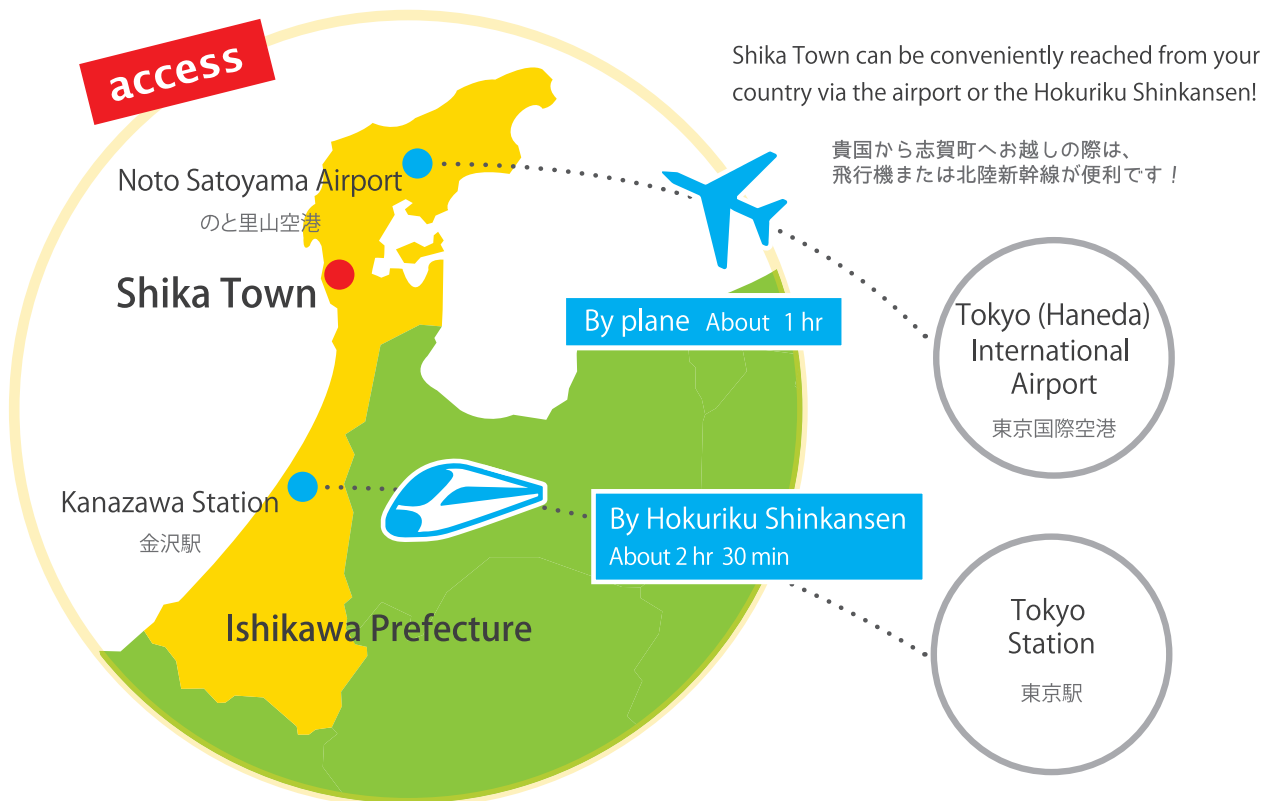 access
Shika Town can be conveniently reached from your
country via the airport or the Hokuriku Shinkansen!
貴国から志賀町へお越しの際は、
飛行機または北陸新幹線が便利です！
Noto Satoyama Airport
のと里山空港
Shika Town
By plane About 1 hr
Tokyo (Haneda)
International
Airport
東京国際空港
Kanazawa Station
金沢駅
By Hokuriku Shinkansen
About 2 hr 30 min
Ishikawa Prefecture
Tokyo
Station
東京駅